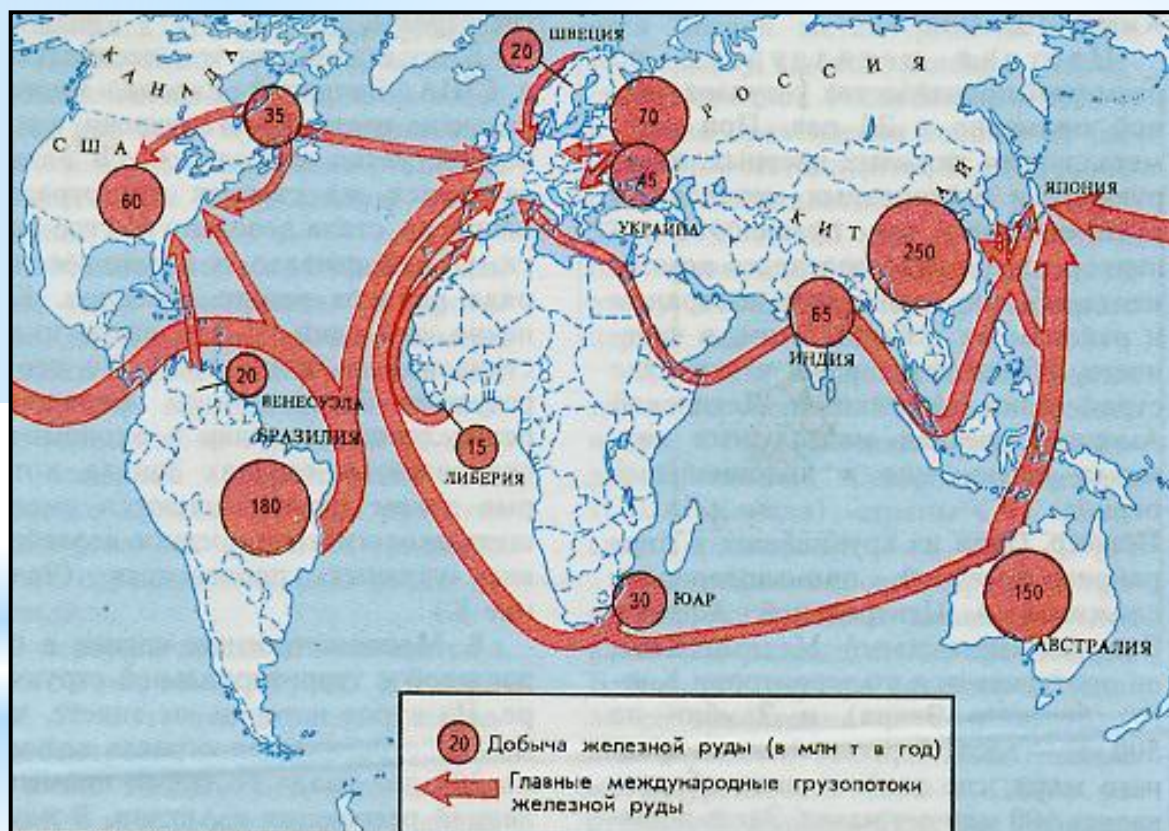 КАНАДА
США
35
60
ШВЕЦИЯ
20
РОССИЯ
70
45
УКРАИНА
КИТАЙ
250
ЯПОНИЯ
65
ИНДИЯ
20
ВЕНЕСУЭЛА
БРАЗИЛИЯ
180
15
ЛИБЕРИЯ
30
ЮАР
150
АВСТРАЛИЯ
20 Добыча железной руды (в млн т в год)
Главные международные грузопотоки
железной руды